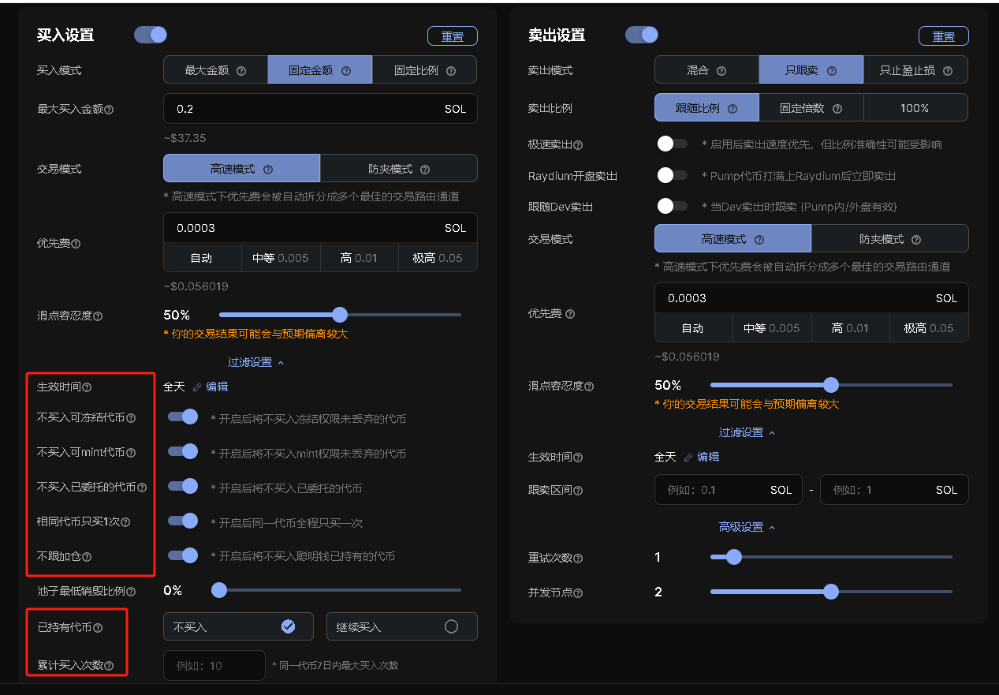 买入设置
重置
买入模式
最大金额
固定金额
固定比例
最大买入金额
0.2
SOL
~$37.35
交易模式
高速模式
防夹模式
* 高速模式下优先费会被自动拆分成多个最佳的交易路由通道
优先费
0.0003
SOL
自动
中等 0.005
高 0.01
极高 0.05
~$0.056019
滑点容忍度
50%
* 你的交易结果可能会与预期偏离较大
过滤设置
生效时间
全天
编辑
不买入可冻结代币
* 开启后将不买入冻结权限未丢弃的代币
不买入可mint代币
* 开启后将不买入mint权限未丢弃的代币
不买入已委托的代币
* 开启后将不买入已委托的代币
相同代币只买1次
* 开启后同一代币全程只买一次
不跟加仓
* 开启后将不买入聪明钱已持有的代币
池子最低销毁比例
0%
已持有代币
不买入
继续买入
累计买入次数
例如：10
* 同一代币7日内最大买入次数
卖出设置
重置
卖出模式
混合
只跟卖
只止盈止损
卖出比例
跟随比例
固定倍数
100%
极速卖出
* 启用后卖出速度优先，但比例准确性可能受影响
Raydium开盘卖出
* Pump代币打满上Raydium后立即卖出
跟随Dev卖出
* 当Dev卖出时跟卖 (Pump内/外盘有效)
交易模式
高速模式
防夹模式
* 高速模式下优先费会被自动拆分成多个最佳的交易路由通道
优先费
0.0003
SOL
自动
中等 0.005
高 0.01
极高 0.05
~$0.056019
滑点容忍度
50%
* 你的交易结果可能会与预期偏离较大
过滤设置
生效时间
全天
编辑
跟卖区间
例如：0.1
SOL
-
例如：1
SOL
高级设置
重试次数
1
并发节点
2